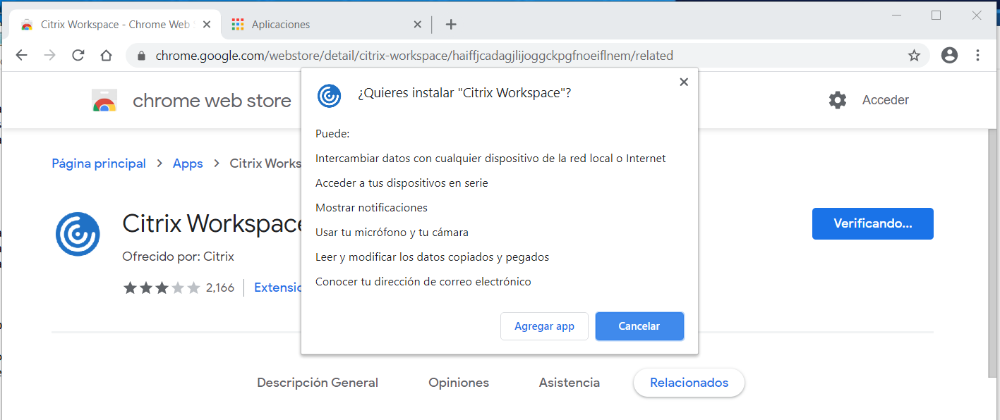 Citrix Workspace - Chrome Web
Aplicaciones
chrome.google.com/webstore/detail/citrix-workspace/haiffjcadagjlijoggckpgfnoeiflnem/related
chrome web store
Acceder
¿Quieres instalar "Citrix Workspace"?
Puede:
Intercambiar datos con cualquier dispositivo de la red local o Internet
Acceder a tus dispositivos en serie
Mostrar notificaciones
Usar tu micrófono y tu cámara
Leer y modificar los datos copiados y pegados
Conocer tu dirección de correo electrónico
Agregar app
Cancelar
Página principal
Apps
Citrix Works
Citrix Workspace
Ofrecido por: Citrix
2,166
Extensio
Verificando...
Descripción General
Opiniones
Asistencia
Relacionados